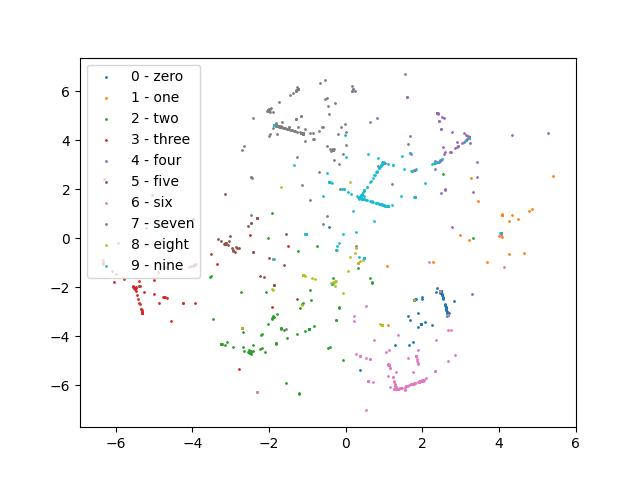 0 - zero
1 - one
2 - two
3 - three
4 - four
5 - five
6 - six
7 - seven
8 - eight
9 - nine
6
4
2
0
−2
−4
−6
−6 −4 −2 0 2 4 6